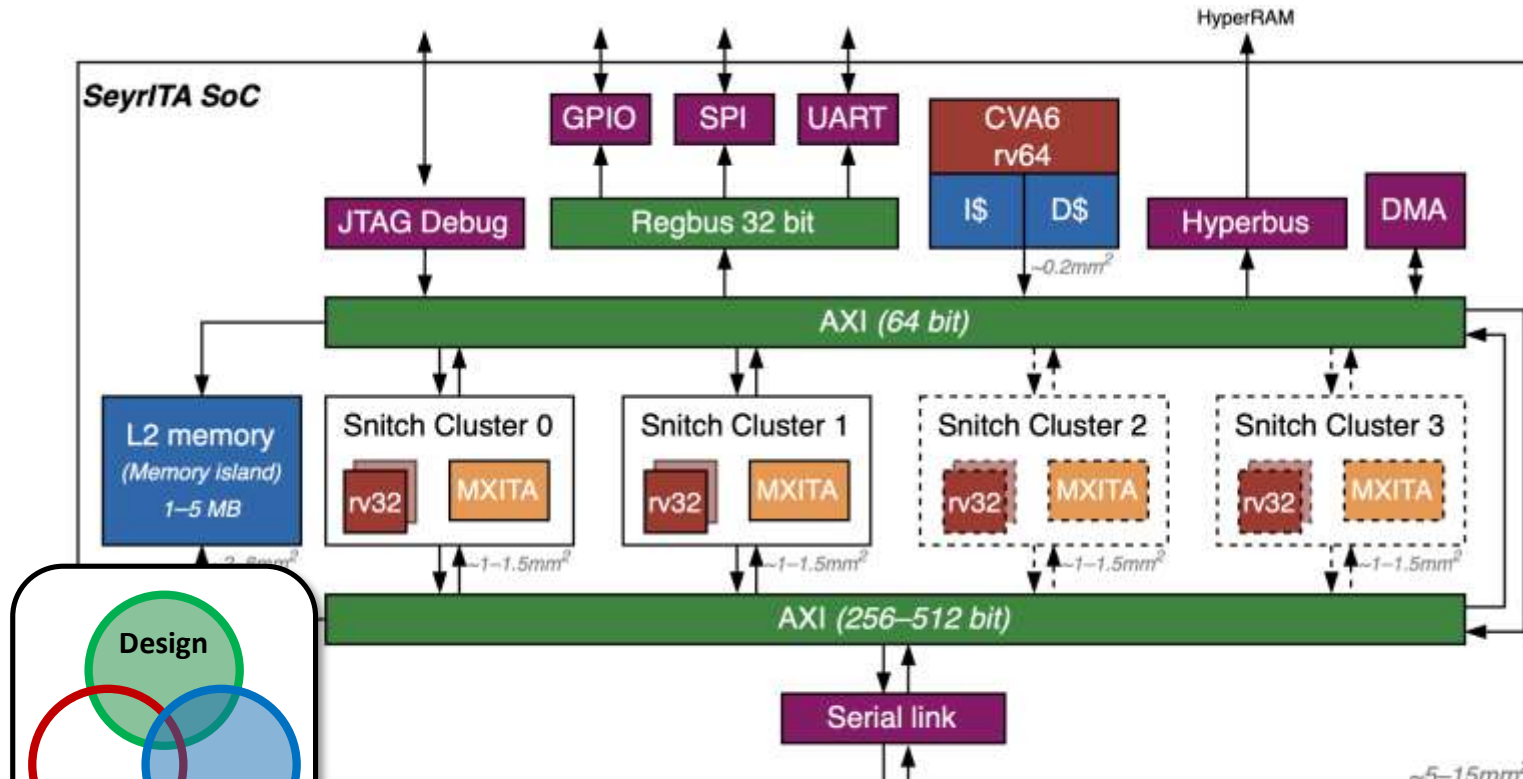 HyperRAM
SeyrITA SoC
GPIO
SPI
UART
CVA6
rv64
I$
D$
JTAG Debug
Regbus 32 bit
Hyperbus
DMA
~0.2mm²
AXI (64 bit)
L2 memory
(Memory island)
1–5 MB
Snitch Cluster 0
rv32
MXITA
Snitch Cluster 1
rv32
MXITA
Snitch Cluster 2
rv32
MXITA
Snitch Cluster 3
rv32
MXITA
~1–1.5mm²
~1–1.5mm²
~1–1.5mm²
~1–1.5mm²
AXI (256–512 bit)
Design
Serial link
~5–15mm²